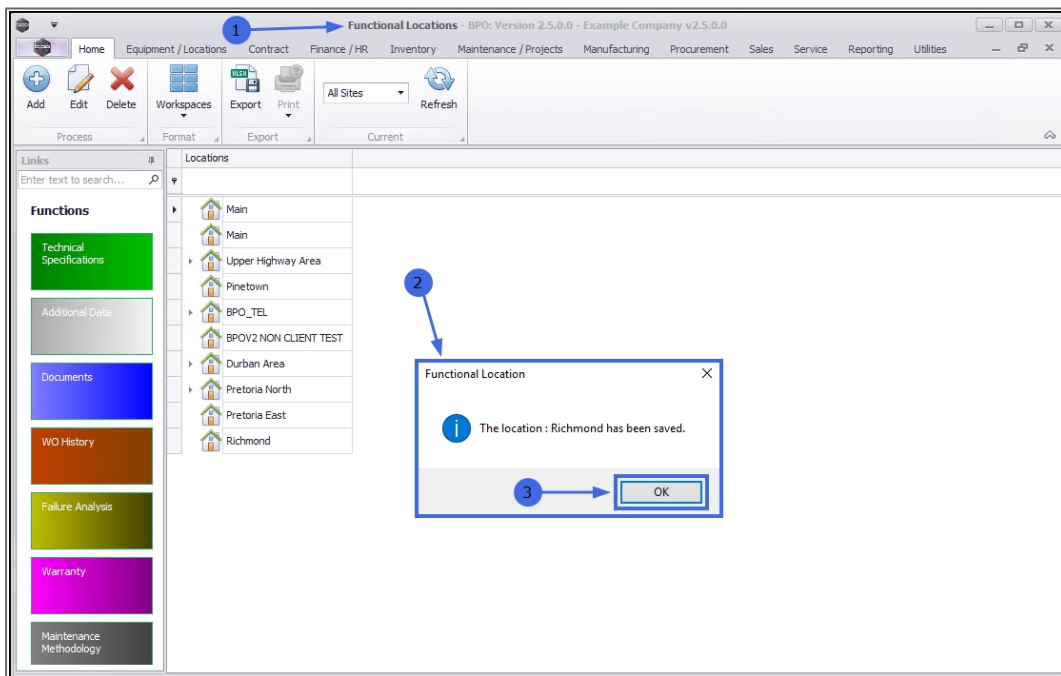 1
Functional Locations - BPO: Version 2.5.0.0 - Example Company v2.5.0.0
Home Equipment / Locations Contract Finance / HR Inventory Maintenance / Projects Manufacturing Procurement Sales Service Reporting Utilities
Add Edit Delete Workspaces Export Print All Sites Refresh
Process Format Export Current
Links
Enter text to search...
Functions
Technical
Specifications
Additional Data
Documents
WO History
Failure Analysis
Warranty
Maintenance
Methodology
Locations
Main
Main
Upper Highway Area
Pinetown
BPO_TEL
BPOV2 NON CLIENT TEST
Durban Area
Pretoria North
Pretoria East
Richmond
2
Functional Location
The location : Richmond has been saved.
3
OK